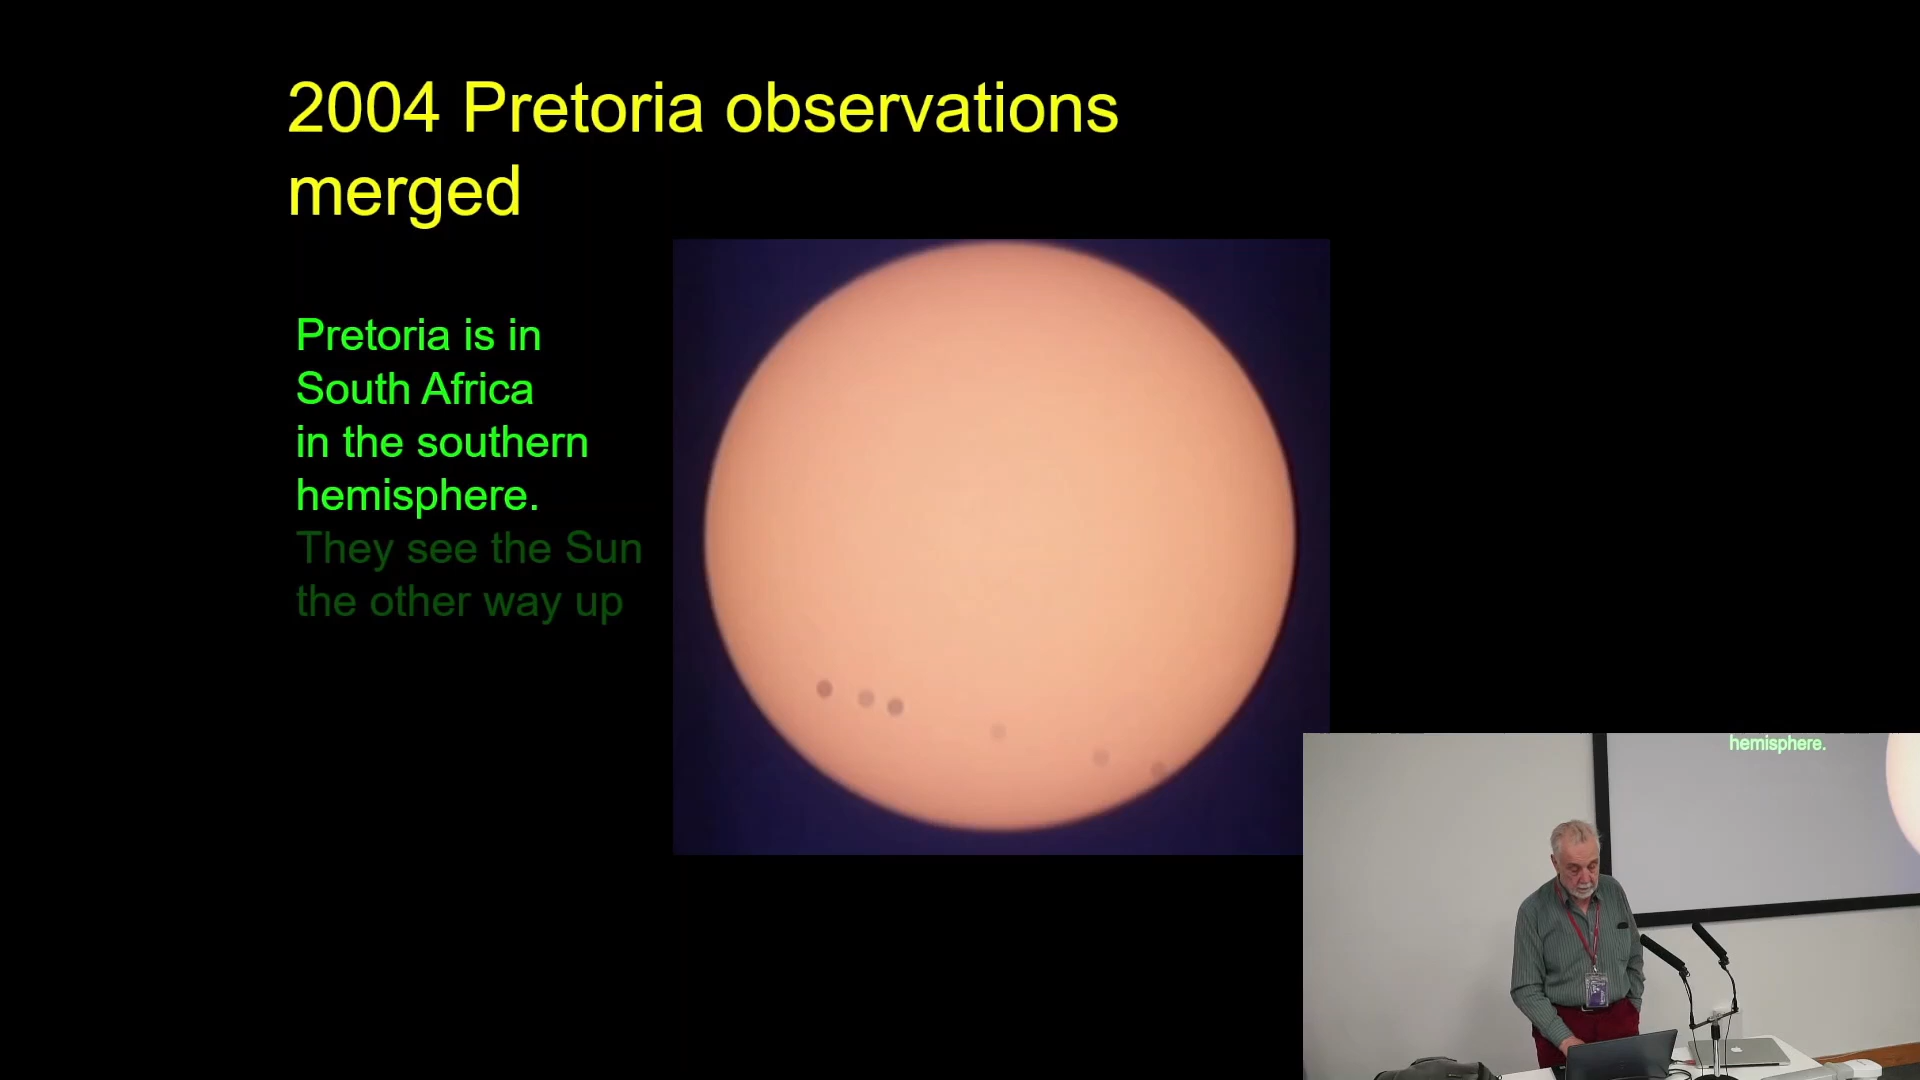 2004 Pretoria observations
merged
Pretoria is in
South Africa
in the southern
hemisphere.
They see the Sun
the other way up
hemisphere.